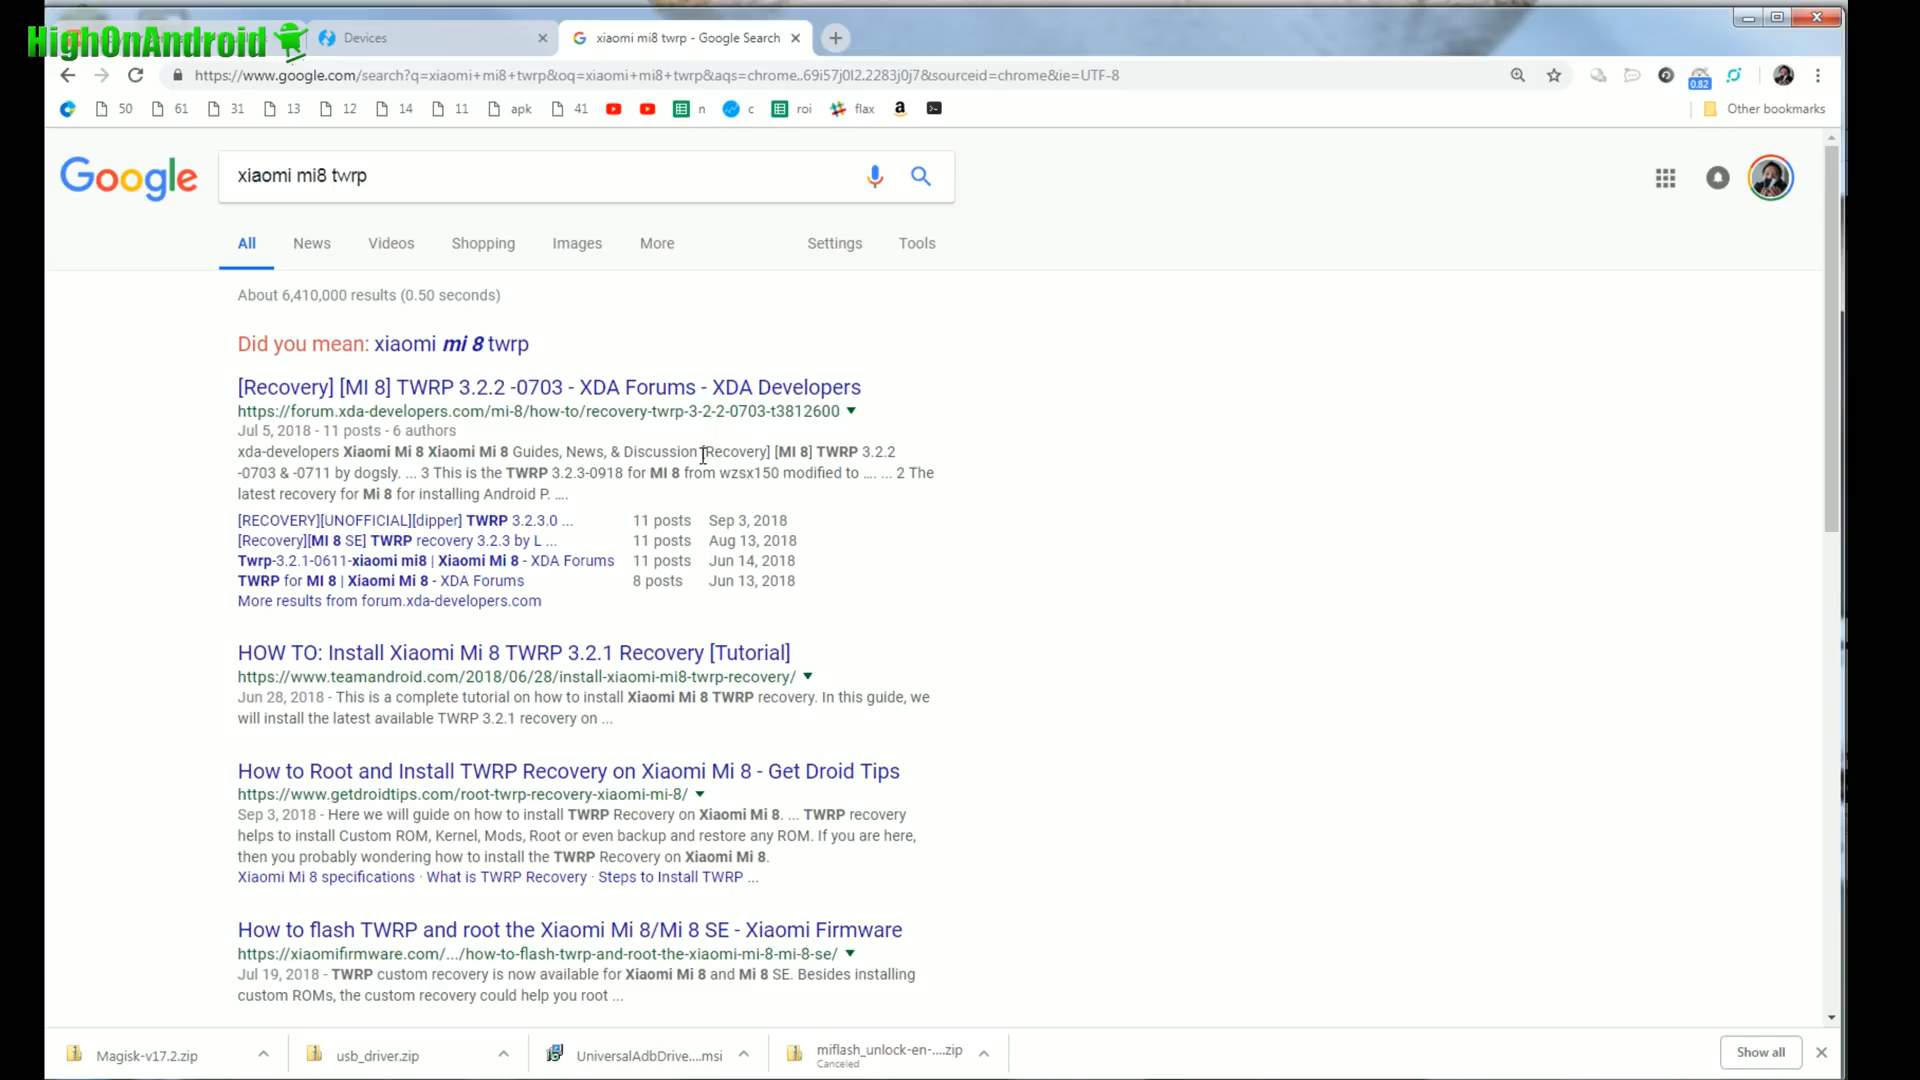 HighOnAndroid
Devices
xiaomi mi8 twrp - Google Search
https://www.google.com/search?q=xiaomi+mi8+twrp&oq=xiaomi+mi8+twrp&aqs=chrome..69i57j0l2.2283j0j7&sourceid=chrome&ie=UTF-8
0.82
50 61 31 13 12 14 11 apk 41 n c roi flax a Other bookmarks
Google
xiaomi mi8 twrp
All News Videos Shopping Images More Settings Tools
About 6,410,000 results (0.50 seconds)
Did you mean: xiaomi mi 8 twrp
[Recovery] [MI 8] TWRP 3.2.2 -0703 - XDA Forums - XDA Developers
https://forum.xda-developers.com/mi-8/how-to/recovery-twrp-3-2-2-0703-t3812600
Jul 5, 2018 - 11 posts - 6 authors
xda-developers Xiaomi Mi 8 Xiaomi Mi 8 Guides, News, & Discussion [Recovery] [MI 8] TWRP 3.2.2
-0703 & -0711 by dogsly. ... 3 This is the TWRP 3.2.3-0918 for MI 8 from wzsx150 modified to .... ... 2 The
latest recovery for Mi 8 for installing Android P. ....
[RECOVERY][UNOFFICIAL][dipper] TWRP 3.2.3.0 ... 11 posts Sep 3, 2018
[Recovery][MI 8 SE] TWRP recovery 3.2.3 by L ... 11 posts Aug 13, 2018
Twrp-3.2.1-0611-xiaomi mi8 | Xiaomi Mi 8 - XDA Forums 11 posts Jun 14, 2018
TWRP for MI 8 | Xiaomi Mi 8 - XDA Forums 8 posts Jun 13, 2018
More results from forum.xda-developers.com
HOW TO: Install Xiaomi Mi 8 TWRP 3.2.1 Recovery [Tutorial]
https://www.teamandroid.com/2018/06/28/install-xiaomi-mi8-twrp-recovery/
Jun 28, 2018 - This is a complete tutorial on how to install Xiaomi Mi 8 TWRP recovery. In this guide, we
will install the latest available TWRP 3.2.1 recovery on ...
How to Root and Install TWRP Recovery on Xiaomi Mi 8 - Get Droid Tips
https://www.getdroidtips.com/root-twrp-recovery-xiaomi-mi-8/
Sep 3, 2018 - Here we will guide on how to install TWRP Recovery on Xiaomi Mi 8. ... TWRP recovery
helps to install Custom ROM, Kernel, Mods, Root or even backup and restore any ROM. If you are here,
then you probably wondering how to install the TWRP Recovery on Xiaomi Mi 8.
Xiaomi Mi 8 specifications · What is TWRP Recovery · Steps to Install TWRP ...
How to flash TWRP and root the Xiaomi Mi 8/Mi 8 SE - Xiaomi Firmware
https://xiaomifirmware.com/.../how-to-flash-twrp-and-root-the-xiaomi-mi-8-mi-8-se/
Jul 19, 2018 - TWRP custom recovery is now available for Xiaomi Mi 8 and Mi 8 SE. Besides installing
custom ROMs, the custom recovery could help you root ...
Magisk-v17.2.zip usb_driver.zip UniversalAdbDrive....msi miflash_unlock-en-....zip Show all
Canceled